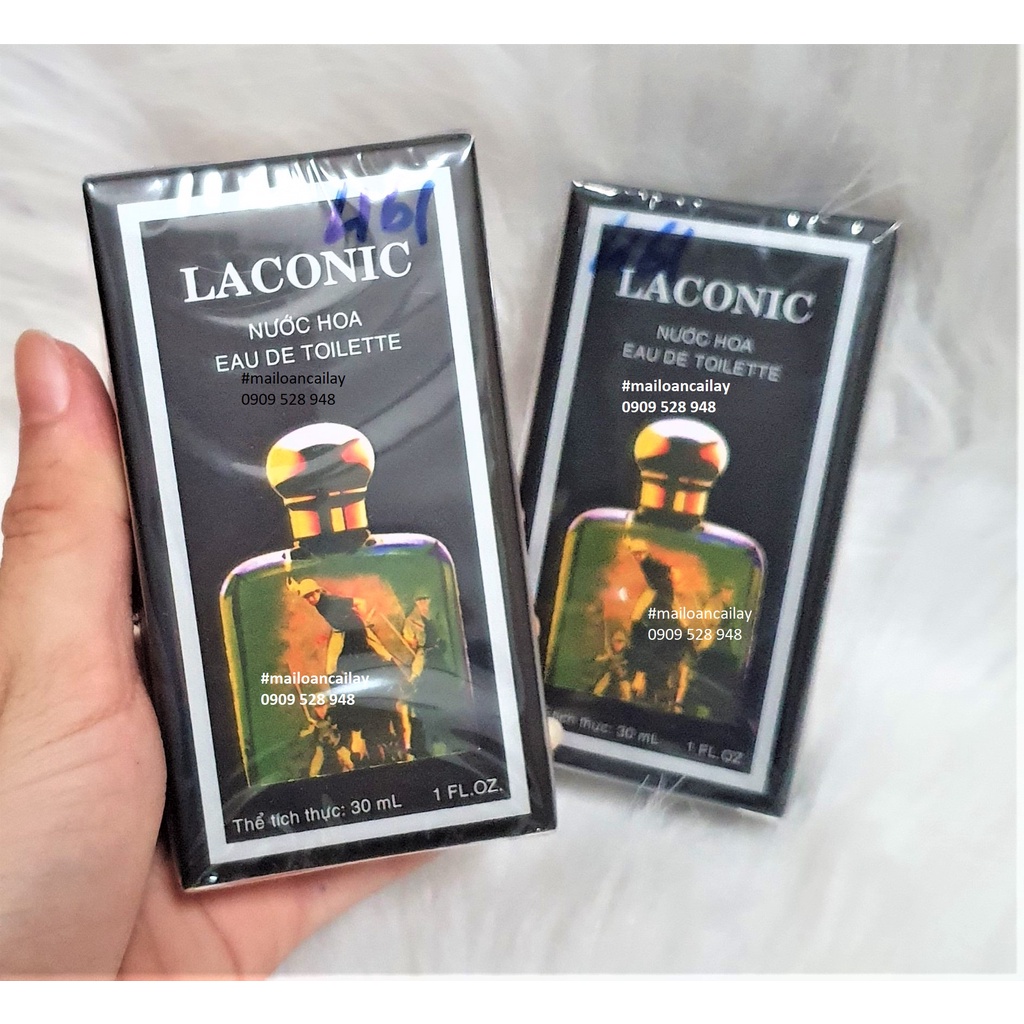 LACONIC
NƯỚC HOA
EAU DE TOILETTE
#mailoancailay
0909 528 948
#mailoancailay
0909 528 948
Thể tích thực: 30 mL 1 FL.OZ.
LACONIC
NƯỚC HOA
EAU DE TOILETTE
#mailoancailay
0909 528 948
#mailoancailay
0909 528 948
tích thực: 30 mL 1 FL.OZ